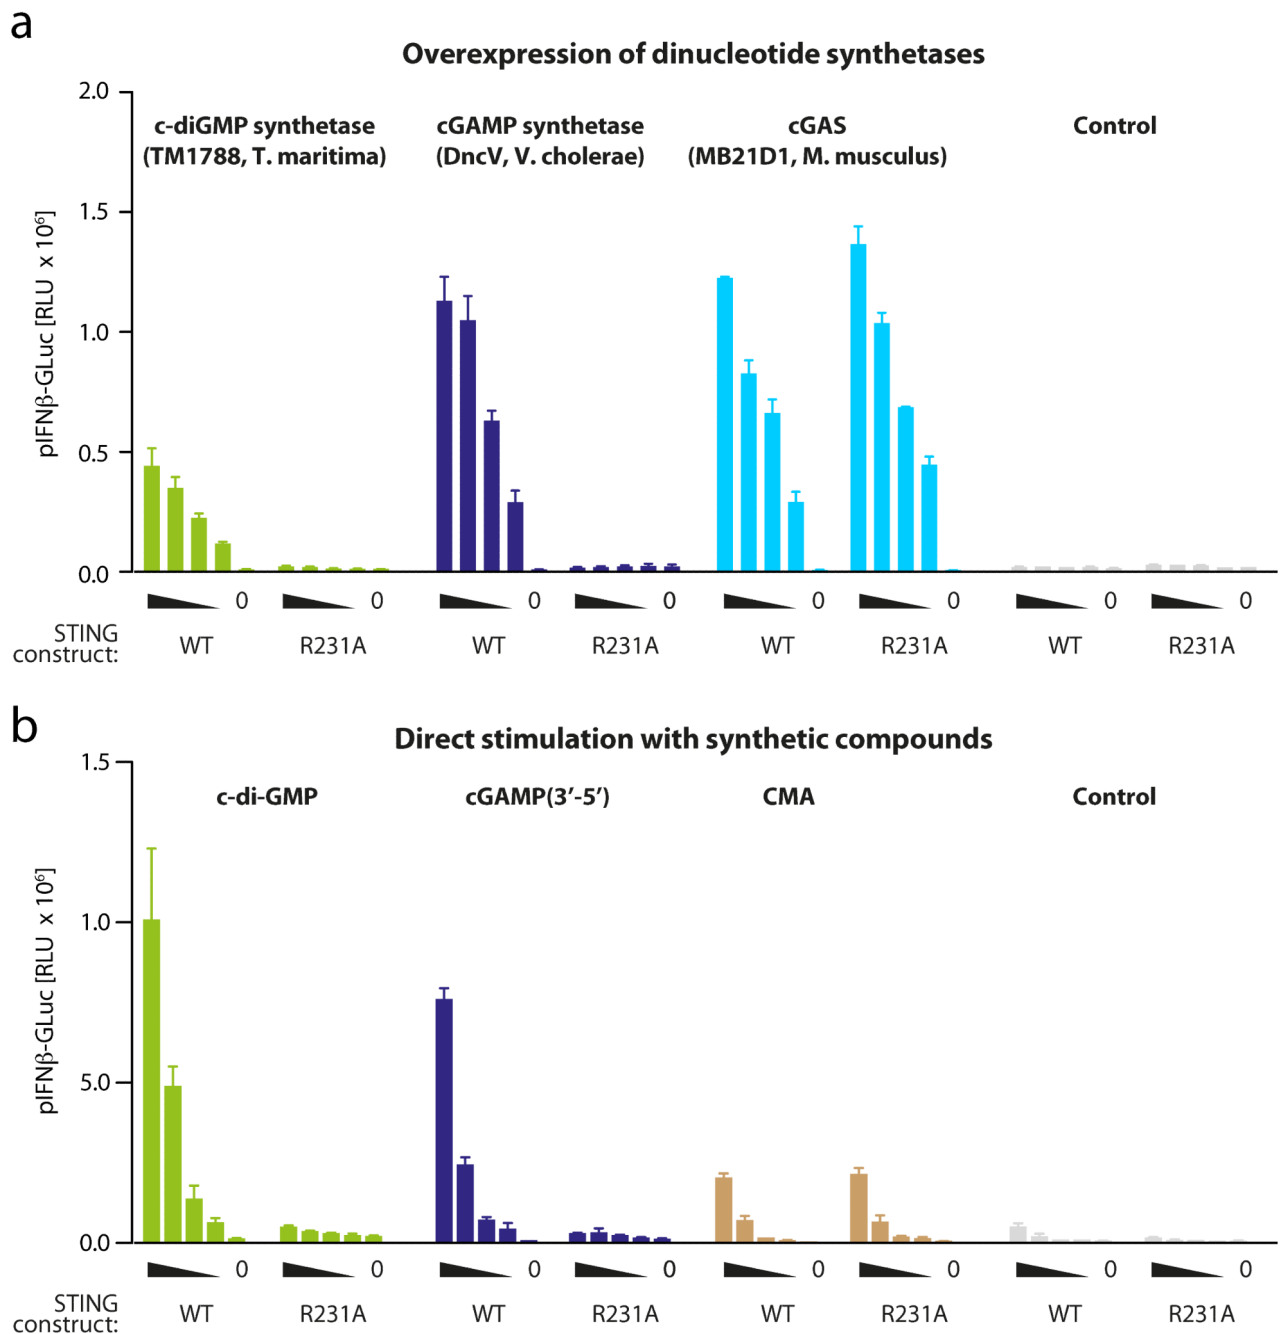 a
Overexpression of dinucleotide synthetases
2.0
c-diGMP synthetase
(TM1788, T. maritima)
cGAMP synthetase
(DncV, V. cholerae)
cGAS
(MB21D1, M. musculus)
Control
1.5
1.0
0.5
0.0
pIFNβ-GLuc [RLU x 10⁶]
0 0 0 0 0 0 0 0
STING
construct:
WT R231A WT R231A WT R231A WT R231A
b
Direct stimulation with synthetic compounds
1.5
c-di-GMP cGAMP(3′-5′) CMA Control
1.0
5.0
0.0
pIFNβ-GLuc [RLU x 10⁶]
0 0 0 0 0 0 0 0
STING
construct:
WT R231A WT R231A WT R231A WT R231A